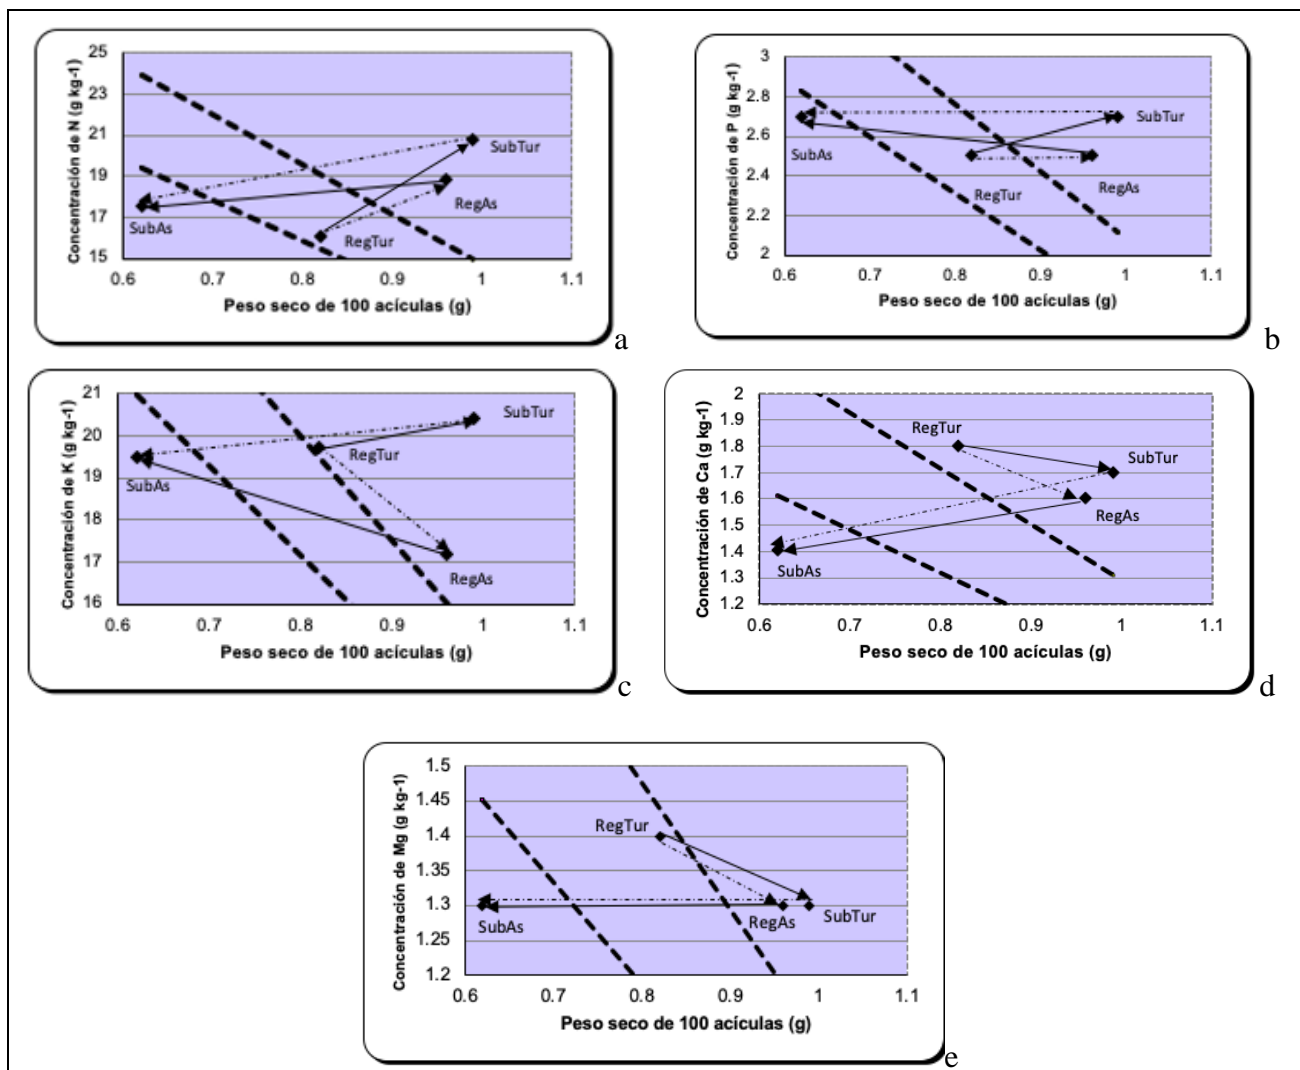 Concentración de N (g kg-1)
25
23
21
19
17
15
SubTur
RegAs
SubAs
RegTur
0.6 0.7 0.8 0.9 1 1.1
Peso seco de 100 acículas (g)
a
Concentración de P (g kg-1)
3
2.8
2.6
2.4
2.2
2
SubTur
SubAs
RegTur
RegAs
0.6 0.7 0.8 0.9 1 1.1
Peso seco de 100 acículas (g)
b
Concentración de K (g kg-1)
21
20
19
18
17
16
SubTur
RegTur
SubAs
RegAs
0.6 0.7 0.8 0.9 1 1.1
Peso seco de 100 acículas (g)
c
Concentración de Ca (g kg-1)
2
1.9
1.8
1.7
1.6
1.5
1.4
1.3
1.2
RegTur
SubTur
RegAs
SubAs
0.6 0.7 0.8 0.9 1 1.1
Peso seco de 100 acículas (g)
d
Concentración de Mg (g kg-1)
1.5
1.45
1.4
1.35
1.3
1.25
1.2
RegTur
SubAs
RegAs
SubTur
0.6 0.7 0.8 0.9 1 1.1
Peso seco de 100 acículas (g)
e